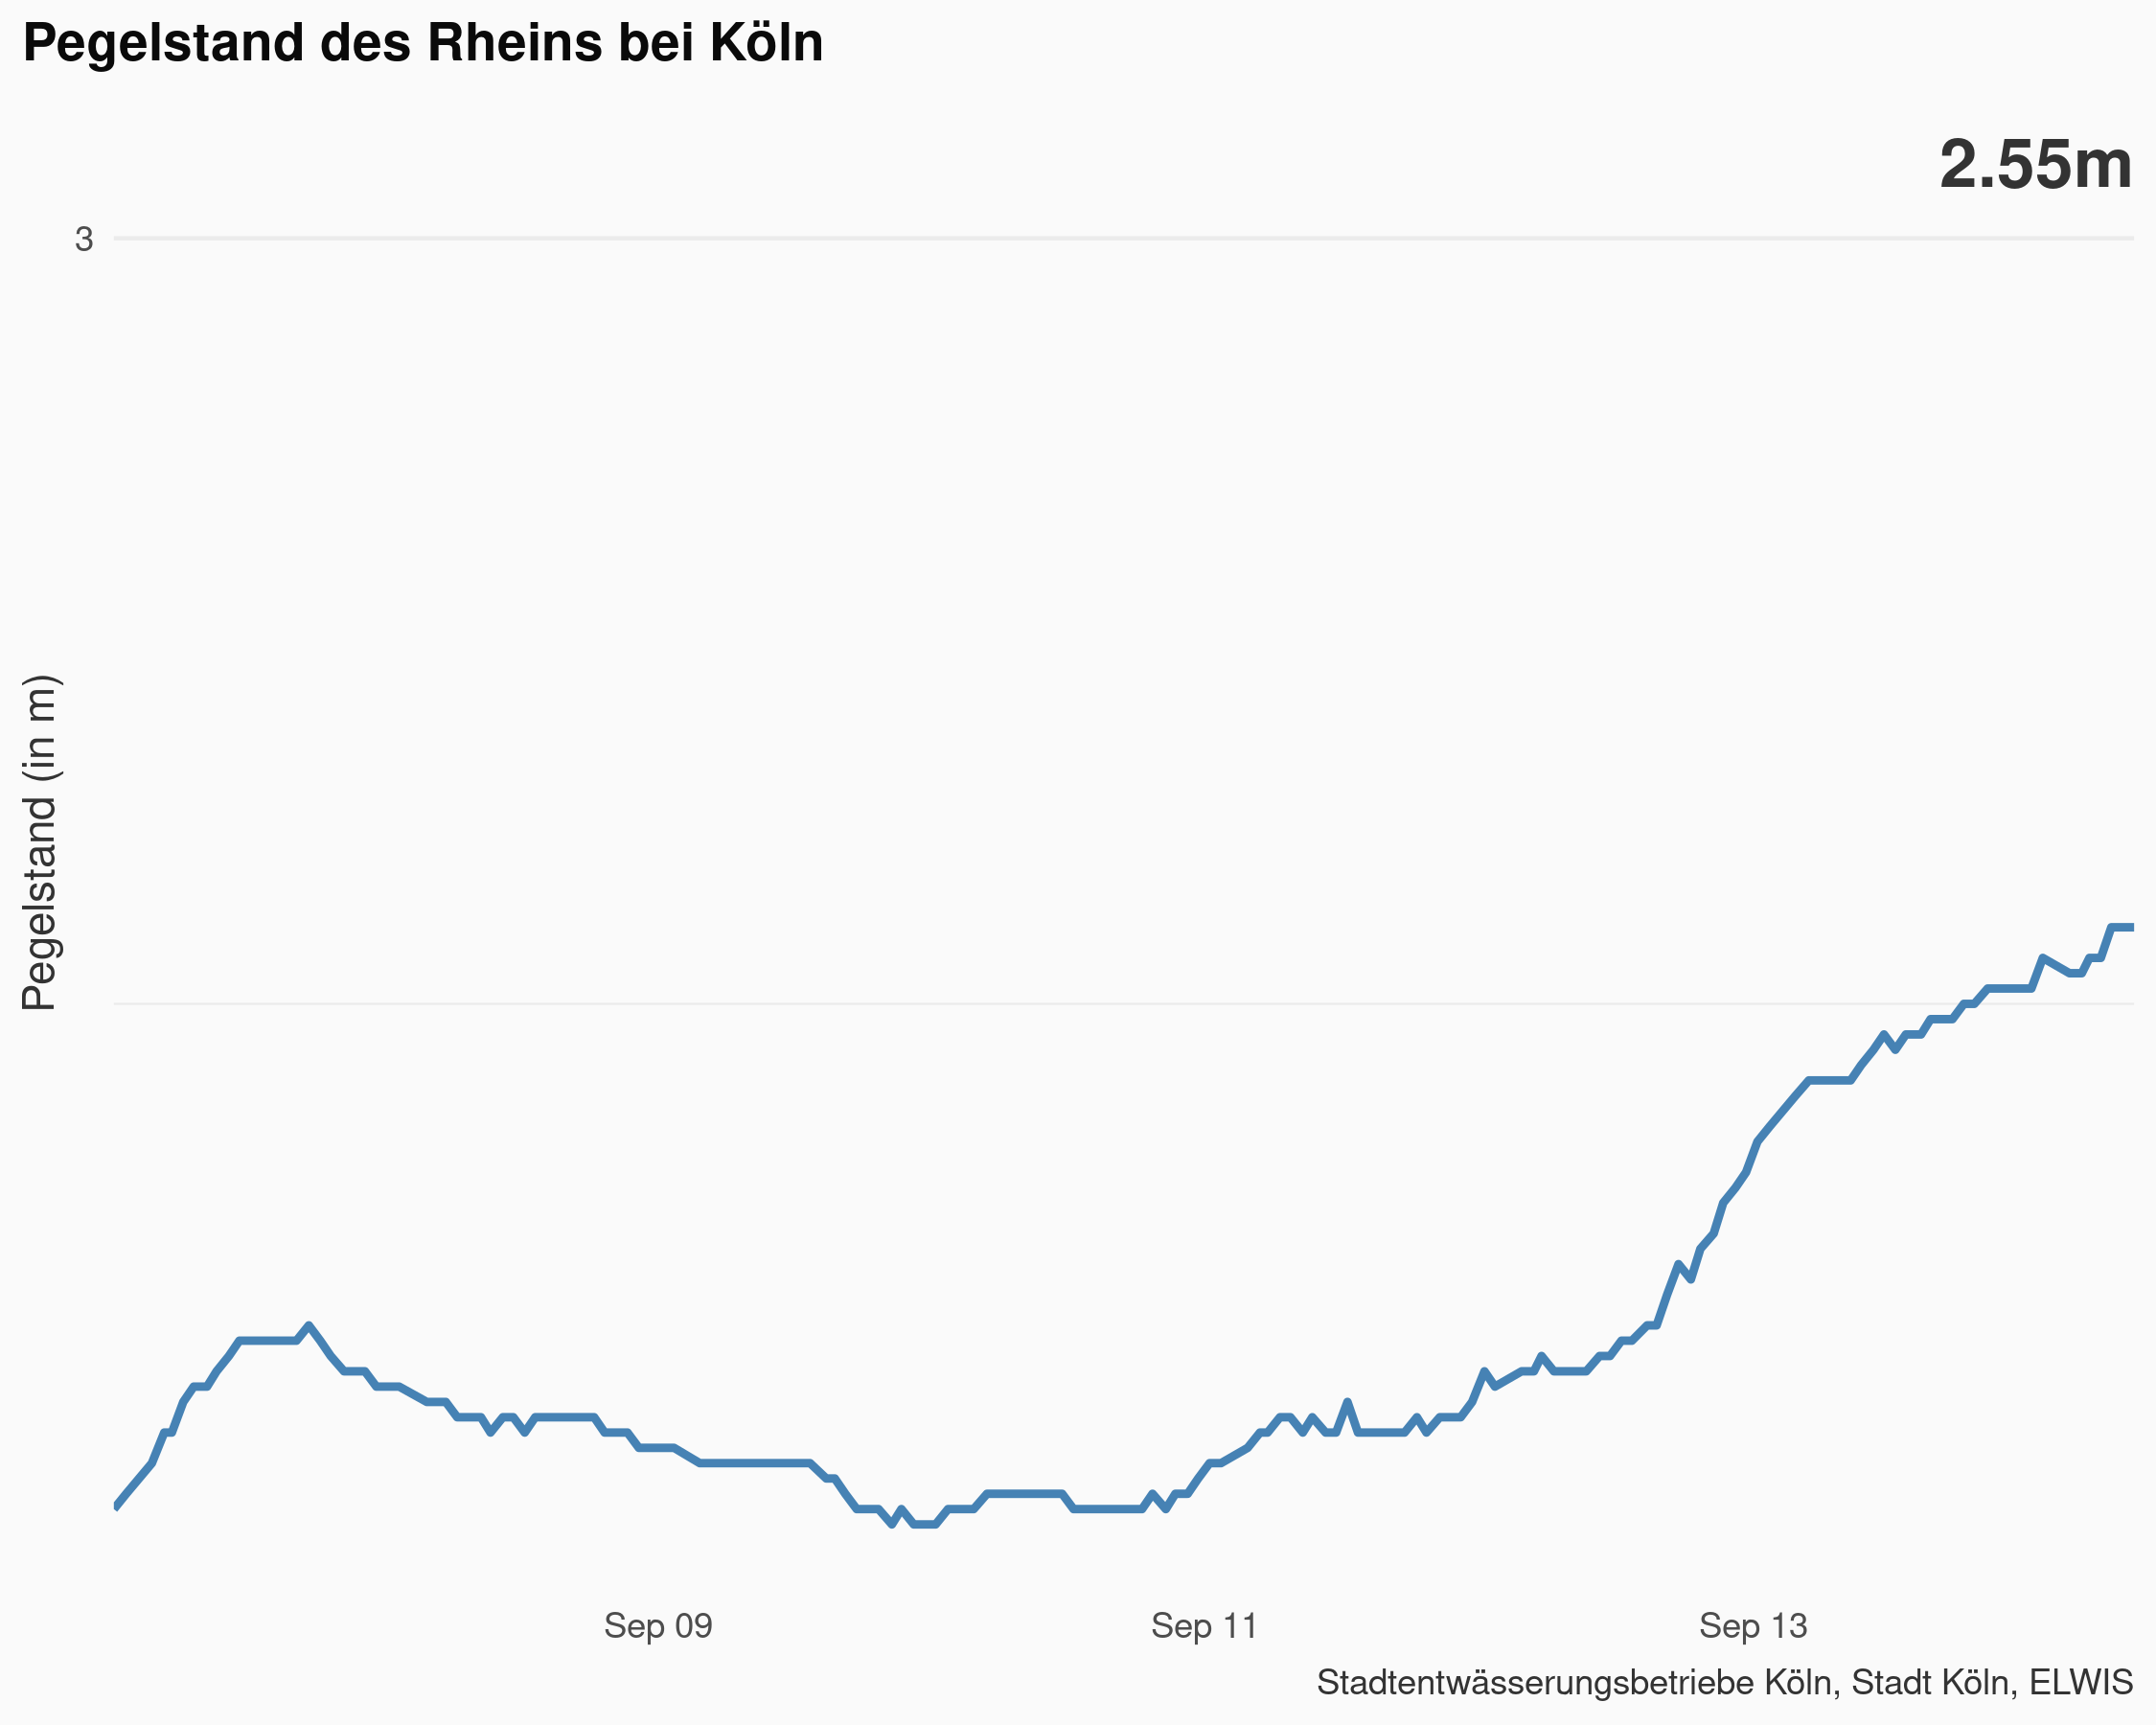 Pegelstand des Rheins bei Köln
2.55m
3
Pegelstand (in m)
Sep 09
Sep 11
Sep 13
Stadtentwässerungsbetriebe Köln, Stadt Köln, ELWIS